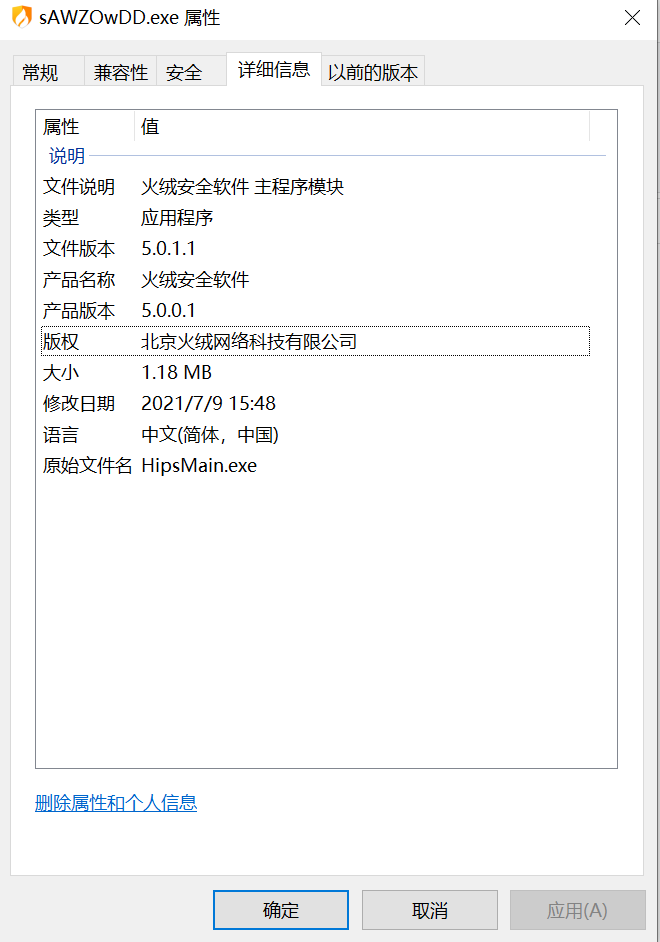 sAWZOwDD.exe 属性
常规 兼容性 安全 详细信息 以前的版本
属性 值
说明
文件说明 火绒安全软件 主程序模块
类型 应用程序
文件版本 5.0.1.1
产品名称 火绒安全软件
产品版本 5.0.0.1
版权 北京火绒网络科技有限公司
大小 1.18 MB
修改日期 2021/7/9 15:48
语言 中文(简体，中国)
原始文件名 HipsMain.exe
删除属性和个人信息
确定 取消 应用(A)